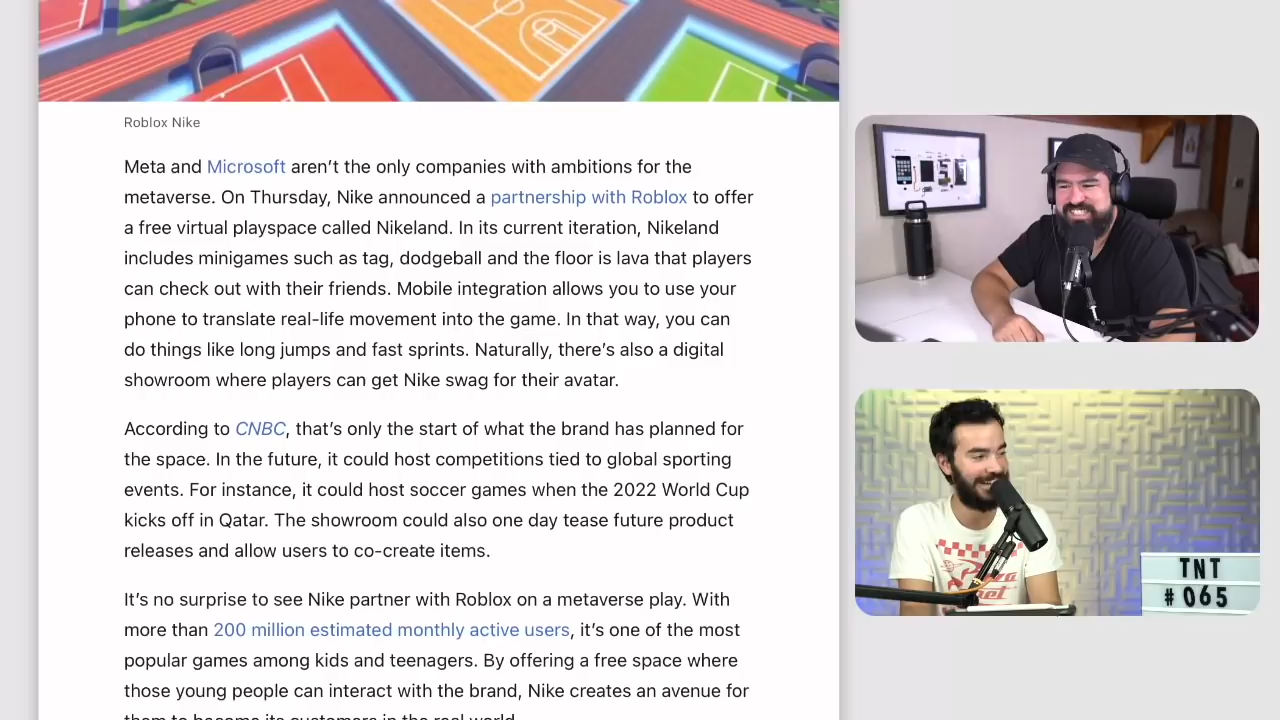 Roblox Nike
Meta and Microsoft aren’t the only companies with ambitions for the
metaverse. On Thursday, Nike announced a partnership with Roblox to offer
a free virtual playspace called Nikeland. In its current iteration, Nikeland
includes minigames such as tag, dodgeball and the floor is lava that players
can check out with their friends. Mobile integration allows you to use your
phone to translate real-life movement into the game. In that way, you can
do things like long jumps and fast sprints. Naturally, there’s also a digital
showroom where players can get Nike swag for their avatar.
According to CNBC, that’s only the start of what the brand has planned for
the space. In the future, it could host competitions tied to global sporting
events. For instance, it could host soccer games when the 2022 World Cup
kicks off in Qatar. The showroom could also one day tease future product
releases and allow users to co-create items.
It’s no surprise to see Nike partner with Roblox on a metaverse play. With
more than 200 million estimated monthly active users, it’s one of the most
popular games among kids and teenagers. By offering a free space where
those young people can interact with the brand, Nike creates an avenue for
them to become its customers in the real world.
TNT
#065